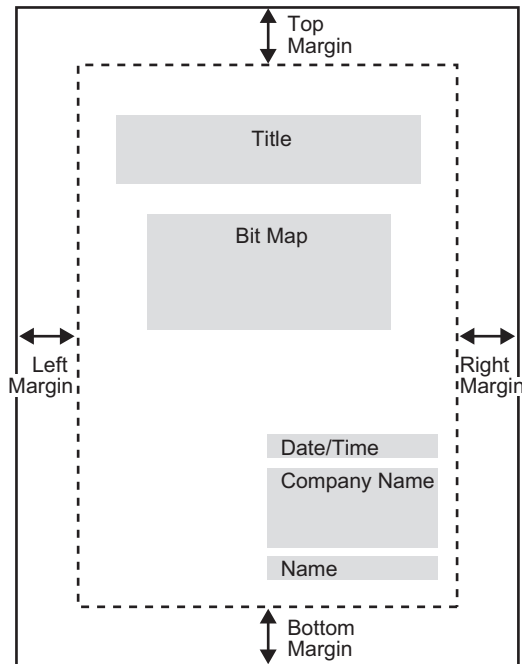 Top
Margin
Title
Bit Map
Left
Margin
Right
Margin
Date/Time
Company Name
Name
Bottom
Margin